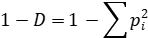 1 − D = 1 − ∑ p_i^2